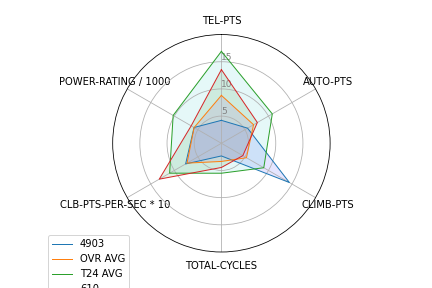 TEL-PTS
POWER-RATING / 1000
AUTO-PTS
15
10
5
CLB-PTS-PER-SEC * 10
CLIMB-PTS
TOTAL-CYCLES
4903
OVR AVG
T24 AVG
610